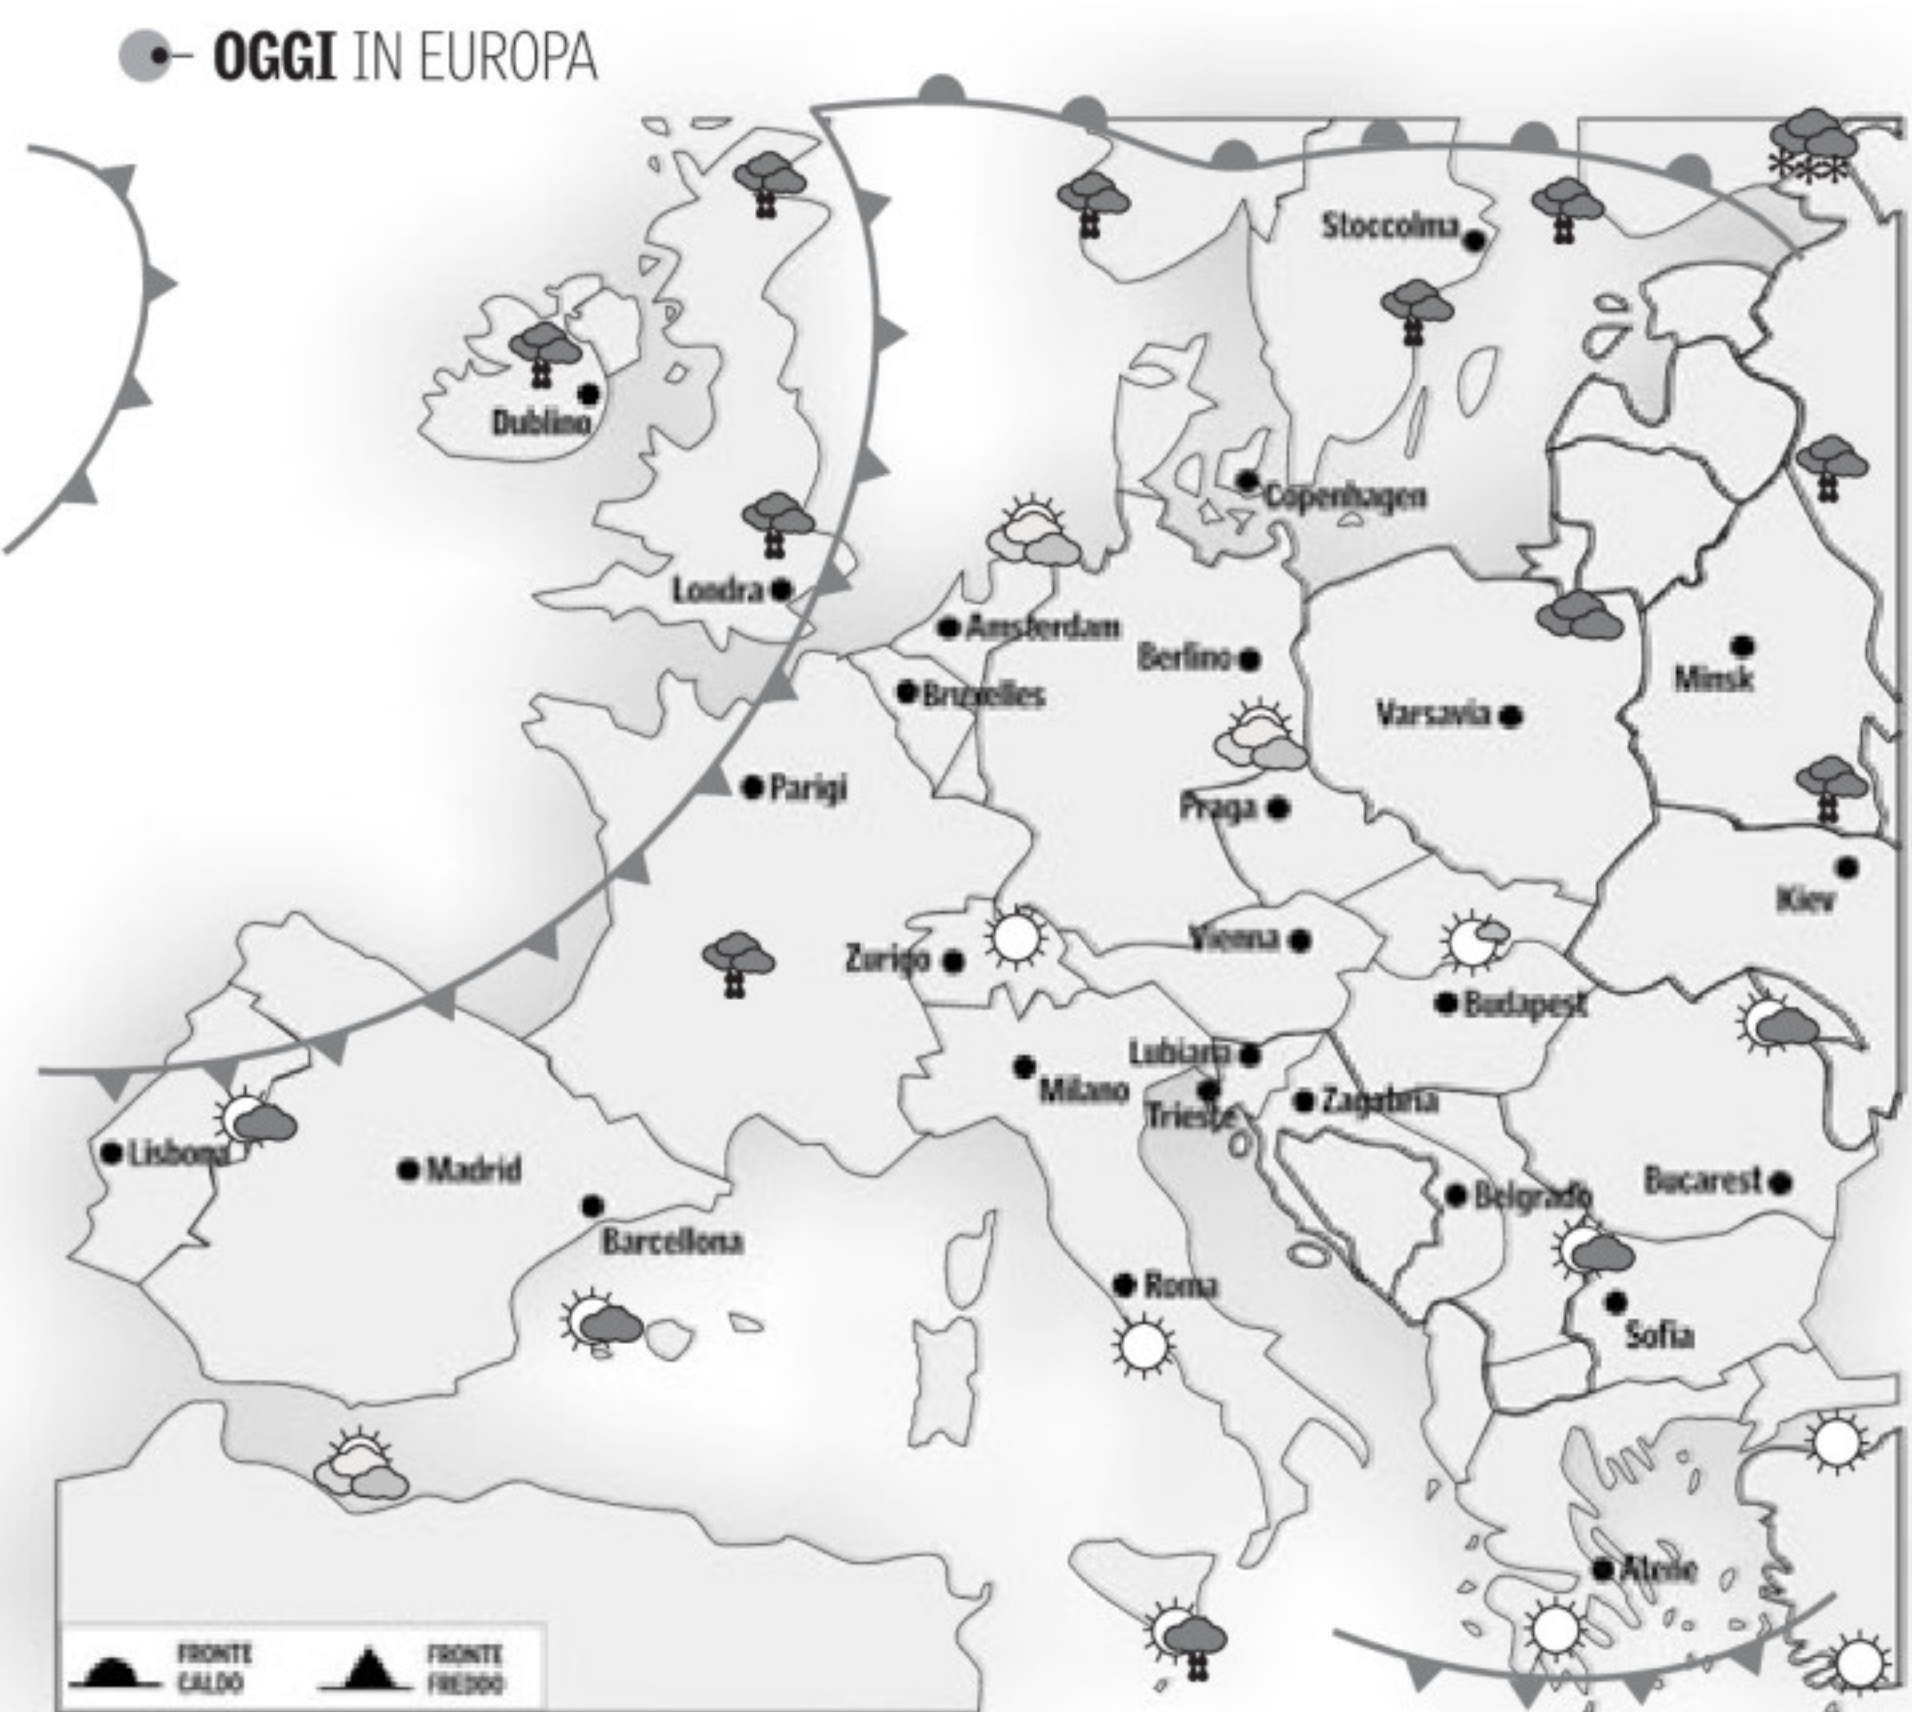 OGGI IN EUROPA
Stoccolma
Dublino
Copenhagen
Londra
Amsterdam
Berlino
Minsk
Bruxelles
Varsavia
Parigi
Praga
Kiev
Vienna
Zurigo
Budapest
Lubiana
Milano
Zagabria
Trieste
Lisbona
Madrid
Bucarest
Belgrado
Barcellona
Roma
Sofia
Atene
FRONTE
CALDO
FRONTE
FREDDO